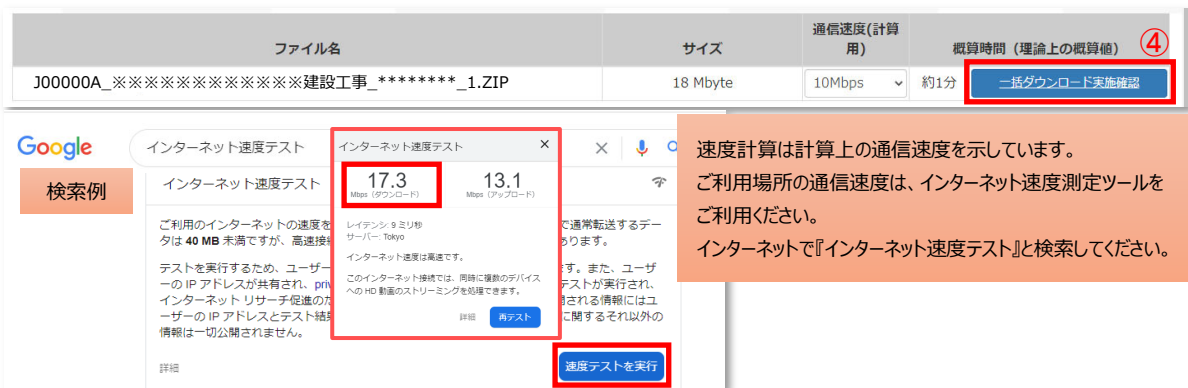 ファイル名
サイズ
通信速度(計算
用)
概算時間（理論上の概算値）
④
J00000A_※※※※※※※※※※※※建設工事_********_1.ZIP
18 Mbyte
10Mbps
約1分
一括ダウンロード実施確認
Google
インターネット速度テスト
検索例
インターネット速度テスト
ご利用のインターネットの速度を
で通常転送するデー
タは 40 MB 未満ですが、高速接
あります。
テストを実行するため、ユーザー
ます。また、ユーザ
ーの IP アドレスが共有され、priv
テストが実行され、
インターネット リサーチ促進のた
開される情報にはユ
ーザーの IP アドレスとテスト結
に関するそれ以外の
情報は一切公開されません。
詳細
速度テストを実行
インターネット速度テスト
17.3
Mbps（ダウンロード）
13.1
Mbps（アップロード）
レイテンシ: 9 ミリ秒
サーバー: Tokyo
インターネット速度は高速です。
このインターネット接続では、同時に複数のデバイス
への HD 動画のストリーミングを処理できます。
詳細
再テスト
速度計算は計算上の通信速度を示しています。
ご利用場所の通信速度は、インターネット速度測定ツールを
ご利用ください。
インターネットで『インターネット速度テスト』と検索してください。